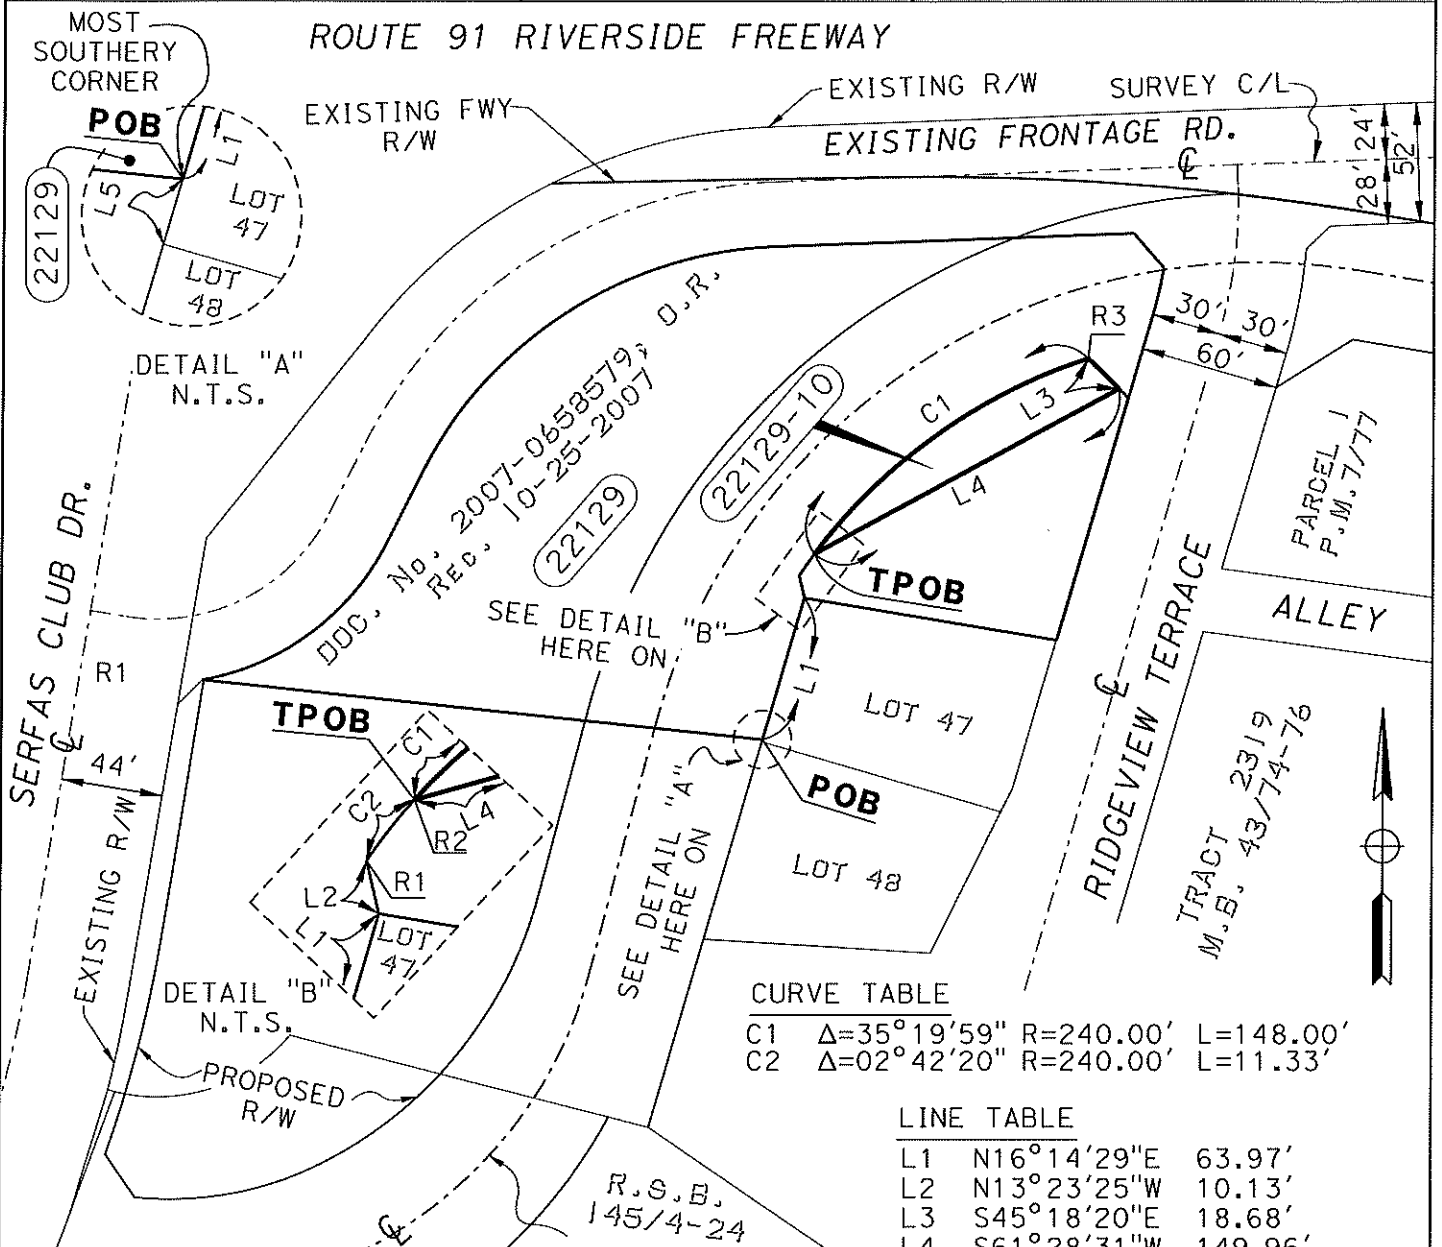 MOST
SOUTHERY
CORNER
POB
22129
L5
L1
LOT
47
LOT
48
DETAIL "A"
N.T.S.
ROUTE 91 RIVERSIDE FREEWAY
EXISTING FWY
R/W
EXISTING R/W
SURVEY C/L
EXISTING FRONTAGE RD.
℄
28' 24'
52'
30'
30'
60'
R3
C1
L3
L4
22129-10
DOC. No. 2007-0658579, O.R.
REC. 10-25-2007
22129
SEE DETAIL "B"
HERE ON
TPOB
L1
LOT 47
POB
LOT 48
SEE DETAIL "A"
HERE ON
PARCEL 1
P.M. 7/77
ALLEY
RIDGEVIEW TERRACE
℄
TRACT 2319
M.B. 43/74-76
SERFAS CLUB DR.
℄
R1
44'
EXISTING R/W
TPOB
C1
C2
L4
R2
R1
L2
L1
LOT
47
DETAIL "B"
N.T.S.
PROPOSED
R/W
℄
R.S.B.
145/4-24
CURVE TABLE
C1 Δ=35°19'59" R=240.00' L=148.00'
C2 Δ=02°42'20" R=240.00' L=11.33'
LINE TABLE
L1 N16°14'29"E 63.97'
L2 N13°23'25"W 10.13'
L3 S45°18'20"E 18.68'
L4 S61°28'31"W 149.96'